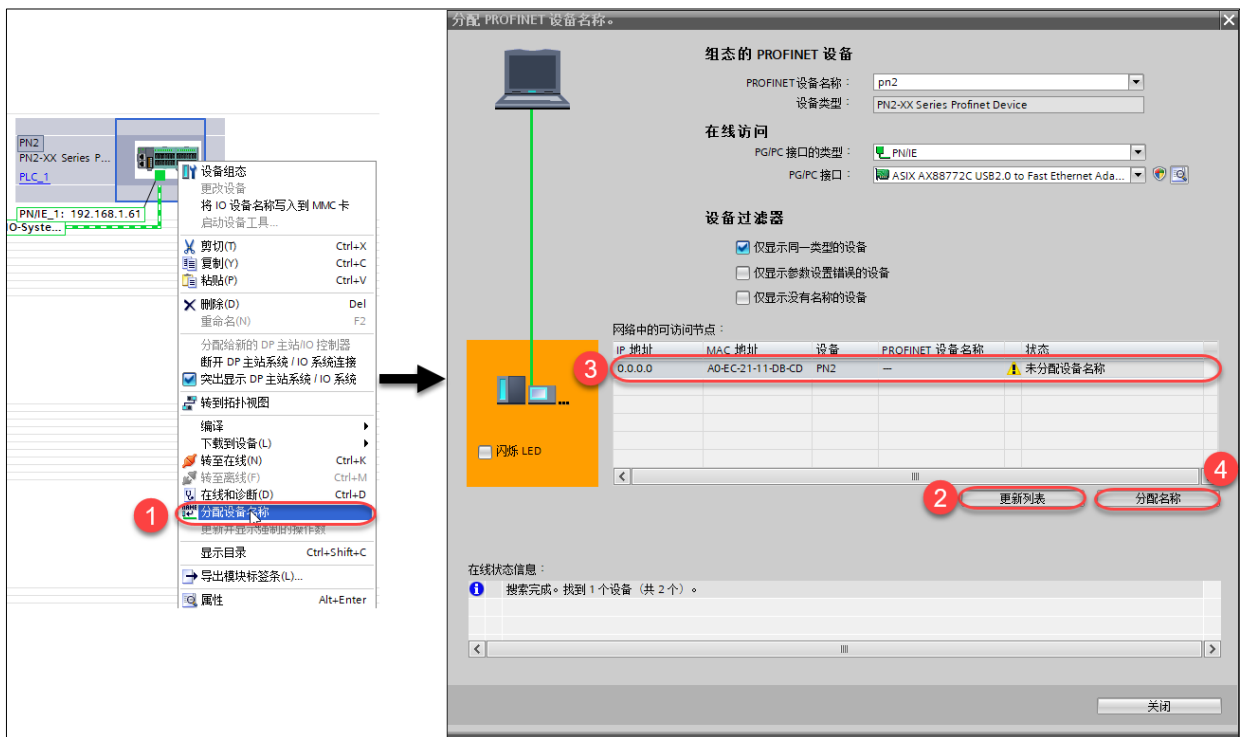 PN2
PN2-XX Series P...
PLC_1
PN/IE_1: 192.168.1.61
O-Syste...
设备组态
更改设备
将 IO 设备名称写入到 MMC 卡
启动设备工具...
剪切(T) Ctrl+X
复制(Y) Ctrl+C
粘贴(P) Ctrl+V
删除(D) Del
重命名(N) F2
分配给新的 DP 主站/IO 控制器
断开 DP 主站系统 / IO 系统连接
突出显示 DP 主站系统 / IO 系统
转到拓扑视图
编译
下载到设备(L)
转至在线(N) Ctrl+K
转至离线(F) Ctrl+M
在线和诊断(D) Ctrl+D
1 分配设备名称
更新并显示强制的操作数
显示目录 Ctrl+Shift+C
导出模块标签条(L)...
属性 Alt+Enter
分配 PROFINET 设备名称。
组态的 PROFINET 设备
PROFINET设备名称： pn2
设备类型： PN2-XX Series Profinet Device
在线访问
PG/PC 接口的类型： PN/IE
PG/PC 接口： ASIX AX88772C USB2.0 to Fast Ethernet Ada...
设备过滤器
仅显示同一类型的设备
仅显示参数设置错误的设备
仅显示没有名称的设备
网络中的可访问节点：
IP 地址 MAC 地址 设备 PROFINET 设备名称 状态
3 0.0.0.0 A0-EC-21-11-DB-CD PN2 — 未分配设备名称
闪烁 LED
4
2 更新列表 分配名称
在线状态信息：
搜索完成。找到 1 个设备（共 2 个）。
关闭